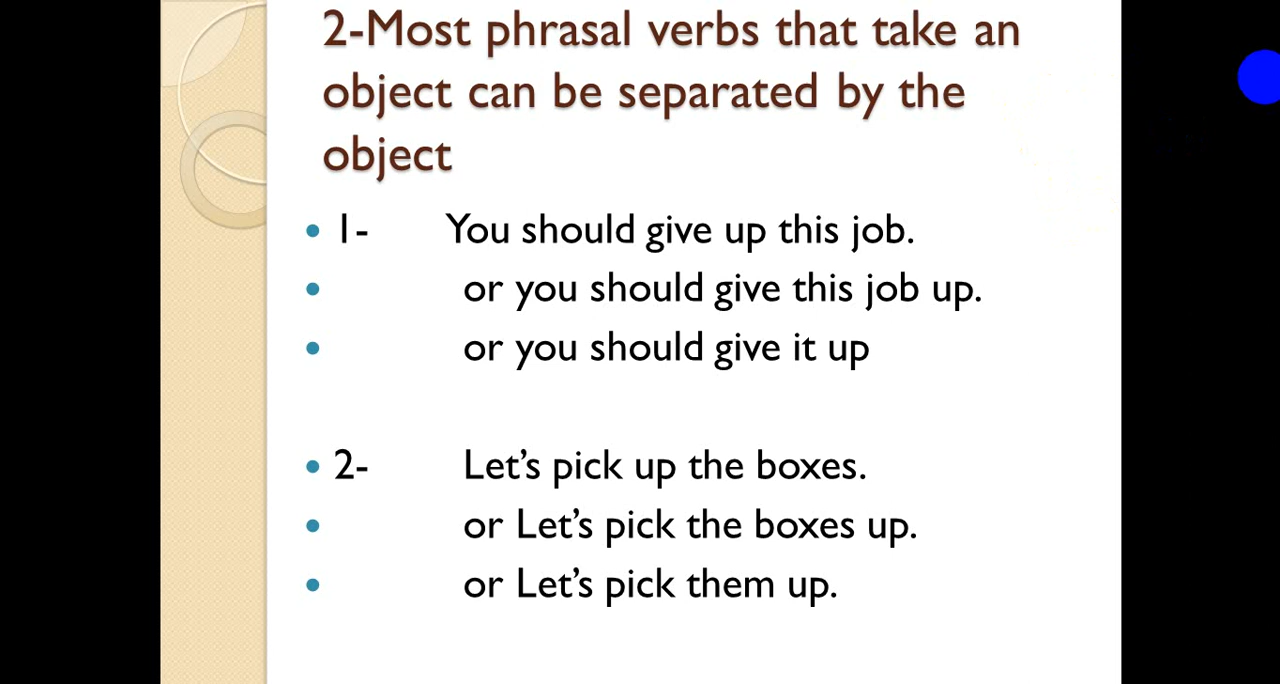 2-Most phrasal verbs that take an
object can be separated by the
object
• 1- You should give up this job.
• or you should give this job up.
• or you should give it up
• 2- Let’s pick up the boxes.
• or Let’s pick the boxes up.
• or Let’s pick them up.